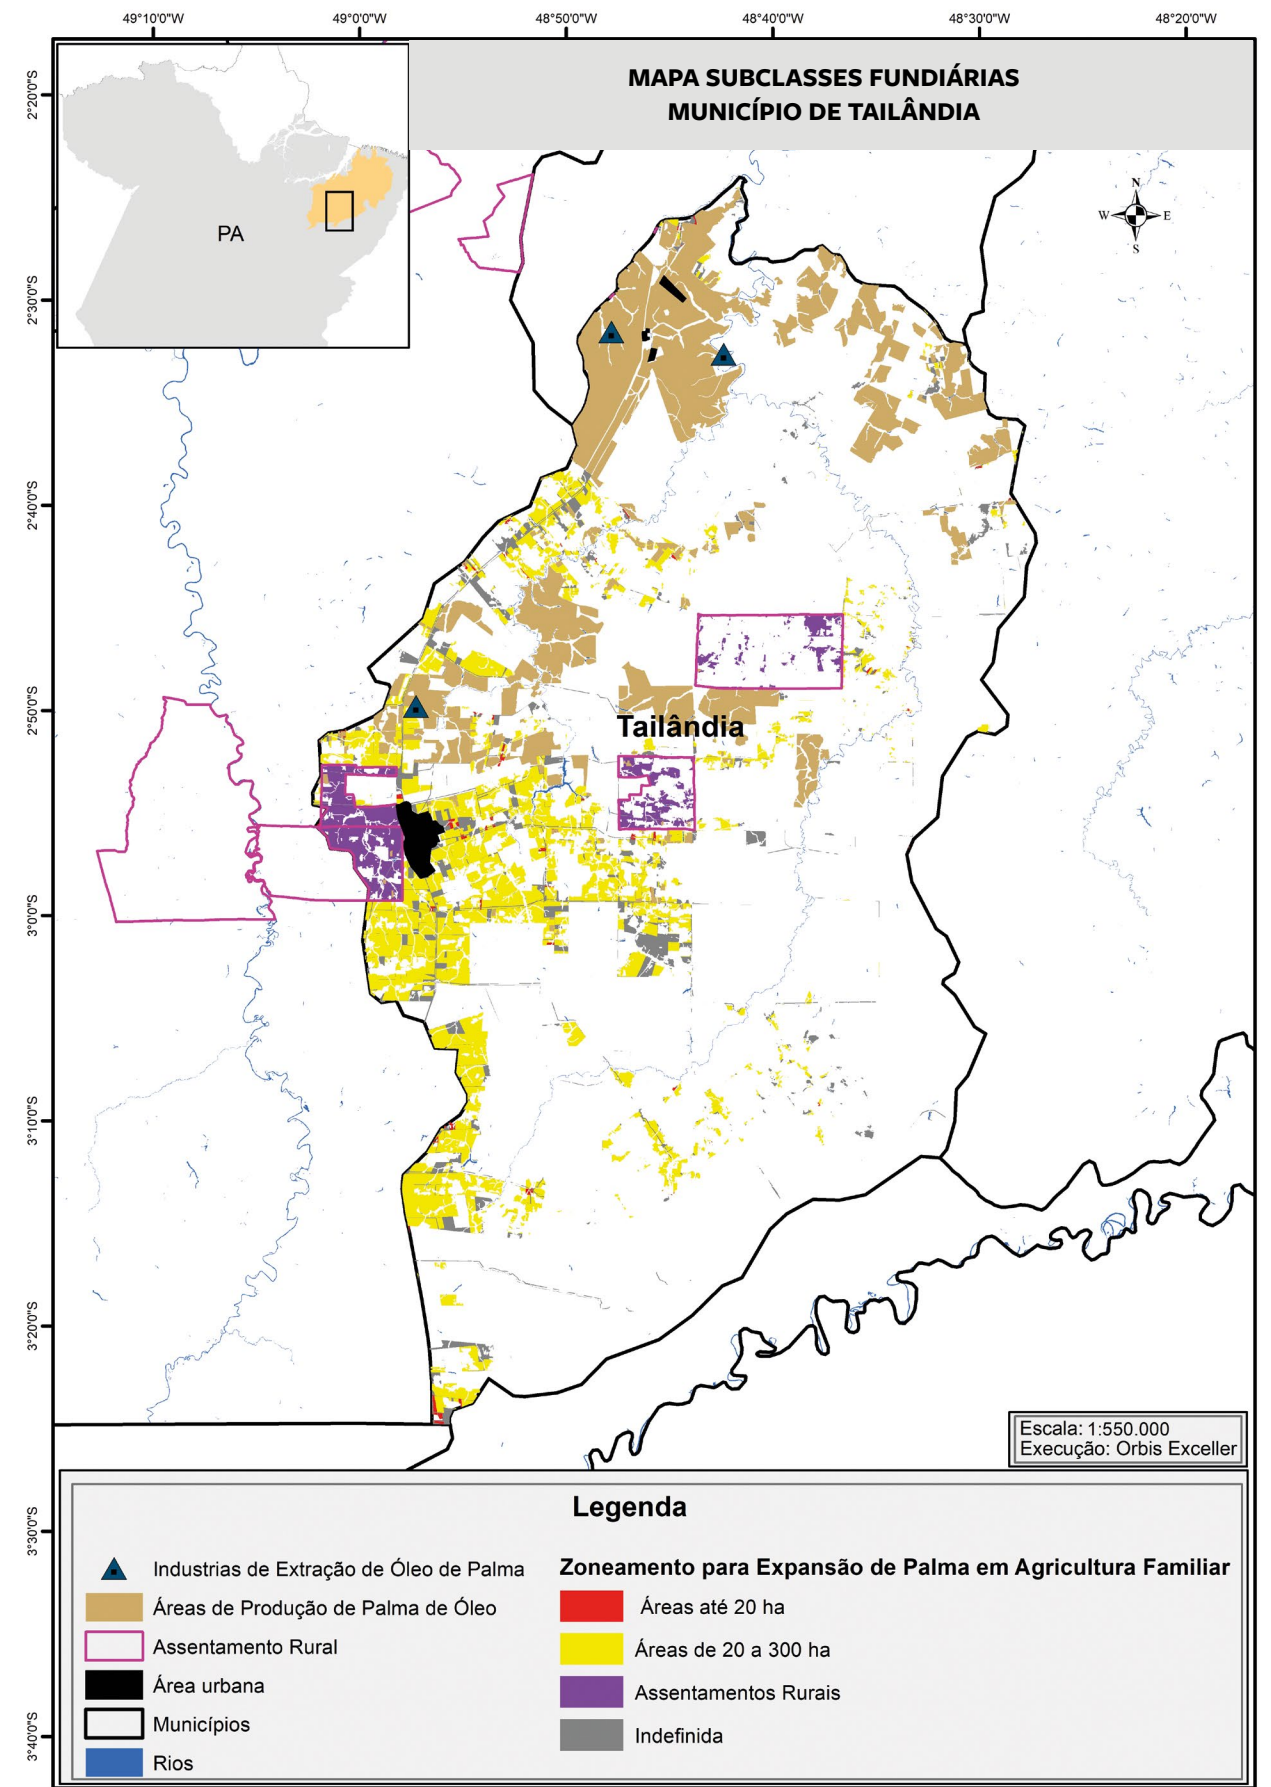 49°10'0"W 49°0'0"W 48°50'0"W 48°40'0"W 48°30'0"W 48°20'0"W
MAPA SUBCLASSES FUNDIÁRIAS
MUNICÍPIO DE TAILÂNDIA
PA
N
W E
S
2°20'0"S
2°30'0"S
2°40'0"S
2°50'0"S
3°0'0"S
3°10'0"S
3°20'0"S
3°30'0"S
3°40'0"S
Tailândia
Escala: 1:550.000
Execução: Orbis Exceller
Legenda
Industrias de Extração de Óleo de Palma
Áreas de Produção de Palma de Óleo
Assentamento Rural
Área urbana
Municípios
Rios
Zoneamento para Expansão de Palma em Agricultura Familiar
Áreas até 20 ha
Áreas de 20 a 300 ha
Assentamentos Rurais
Indefinida